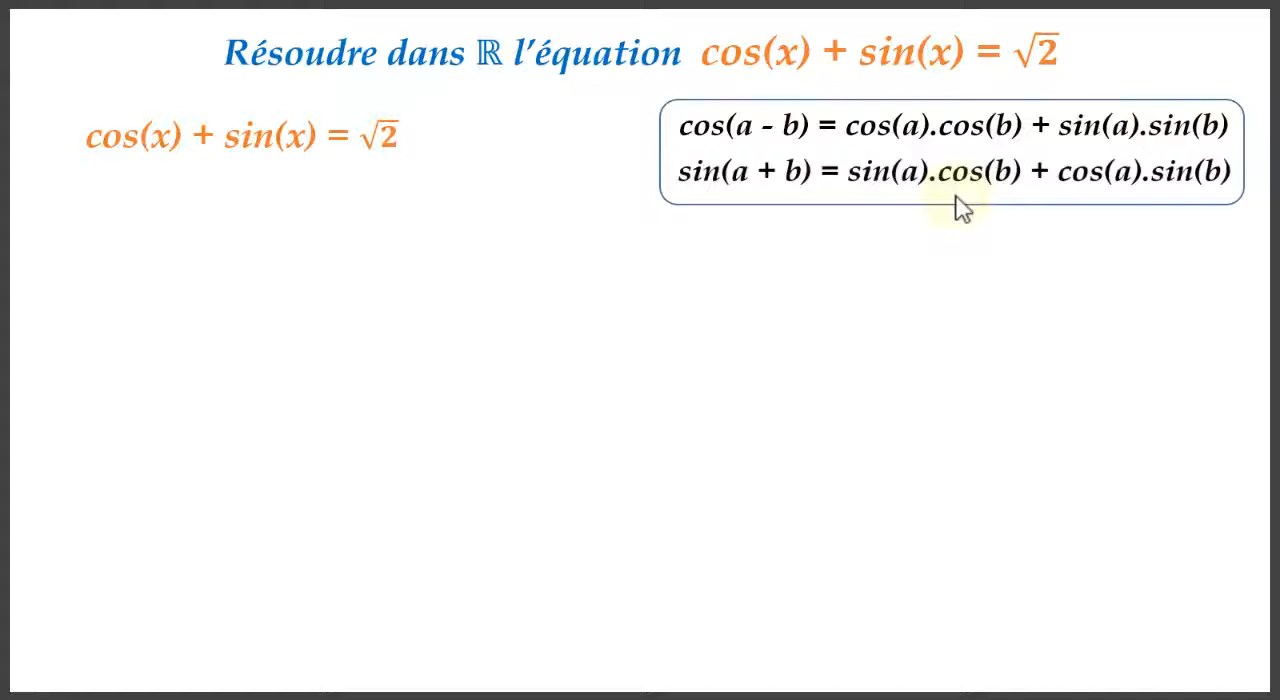 Résoudre dans ℝ l’équation cos(x) + sin(x) = √2
cos(x) + sin(x) = √2
cos(a - b) = cos(a).cos(b) + sin(a).sin(b)
sin(a + b) = sin(a).cos(b) + cos(a).sin(b)